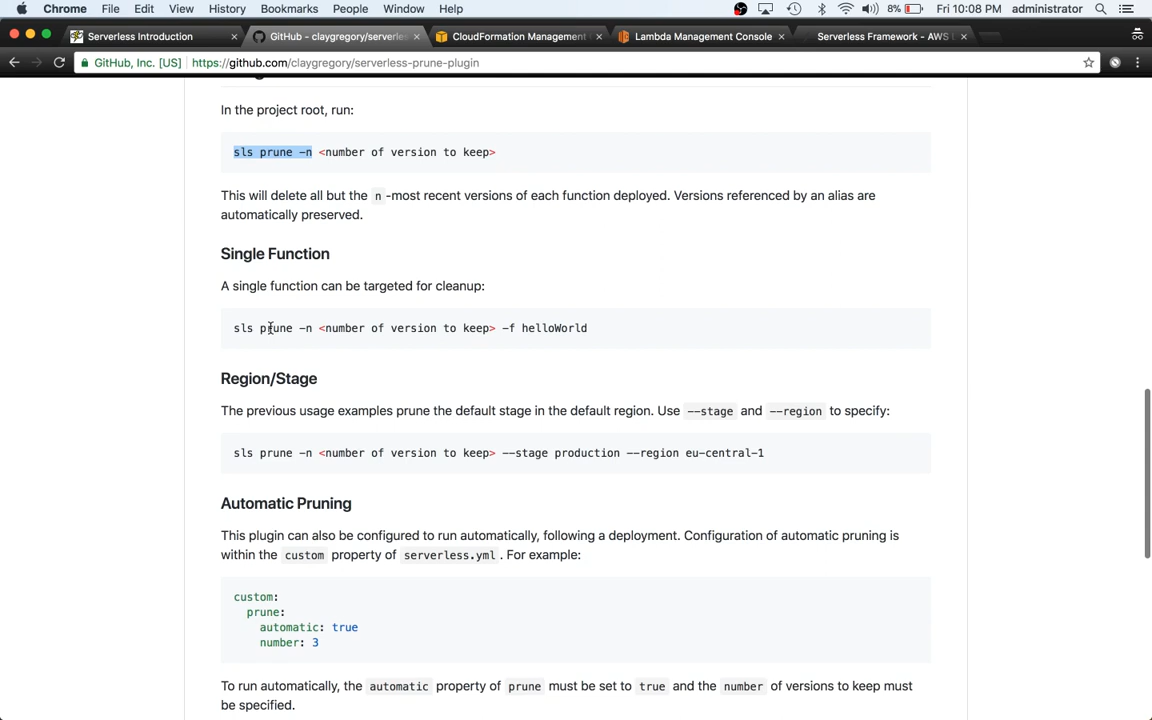 Chrome File Edit View History Bookmarks People Window Help 8% Fri 10:08 PM administrator
Serverless Introduction × GitHub - claygregory/serverles × CloudFormation Management × Lambda Management Console × Serverless Framework - AWS L ×
GitHub, Inc. [US] https://github.com/claygregory/serverless-prune-plugin
In the project root, run:
sls prune -n <number of version to keep>
This will delete all but the n -most recent versions of each function deployed. Versions referenced by an alias are
automatically preserved.
Single Function
A single function can be targeted for cleanup:
sls prune -n <number of version to keep> -f helloWorld
Region/Stage
The previous usage examples prune the default stage in the default region. Use --stage and --region to specify:
sls prune -n <number of version to keep> --stage production --region eu-central-1
Automatic Pruning
This plugin can also be configured to run automatically, following a deployment. Configuration of automatic pruning is
within the custom property of serverless.yml . For example:
custom:
prune:
automatic: true
number: 3
To run automatically, the automatic property of prune must be set to true and the number of versions to keep must
be specified.